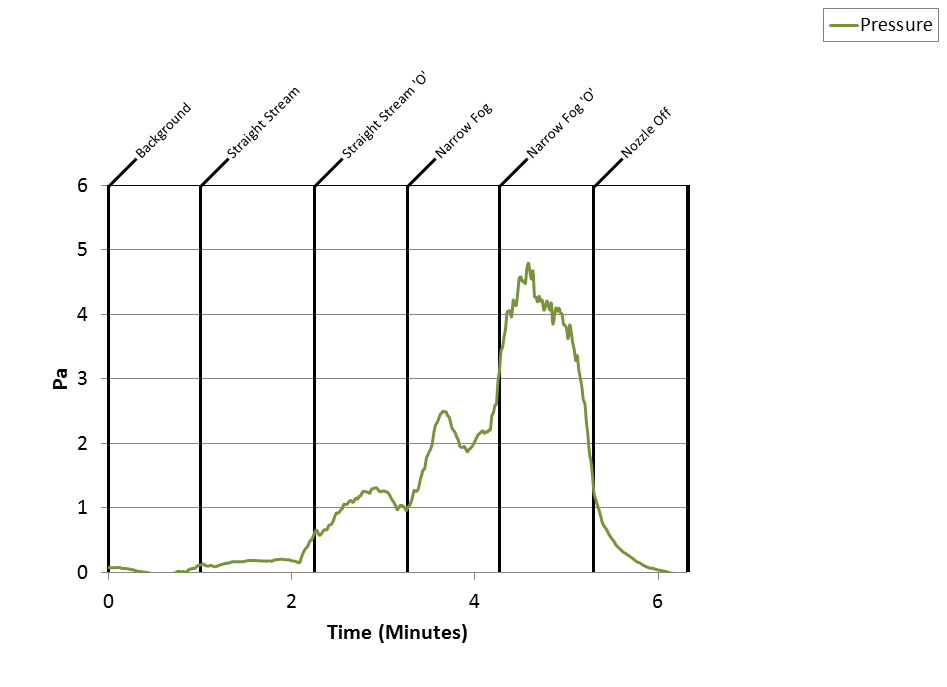 Pressure
Background
Straight Stream
Straight Stream 'O'
Narrow Fog
Narrow Fog 'O'
Nozzle Off
6
5
4
3
2
1
0
Pa
0 2 4 6
Time (Minutes)